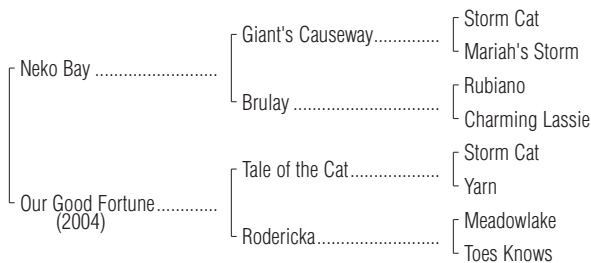 Storm Cat
Giant's Causeway..............
Mariah's Storm
Neko Bay ..........................
Rubiano
Brulay ...............................
Charming Lassie
Storm Cat
Tale of the Cat...................
Yarn
Our Good Fortune.............
(2004)
Meadowlake
Rodericka..........................
Toes Knows